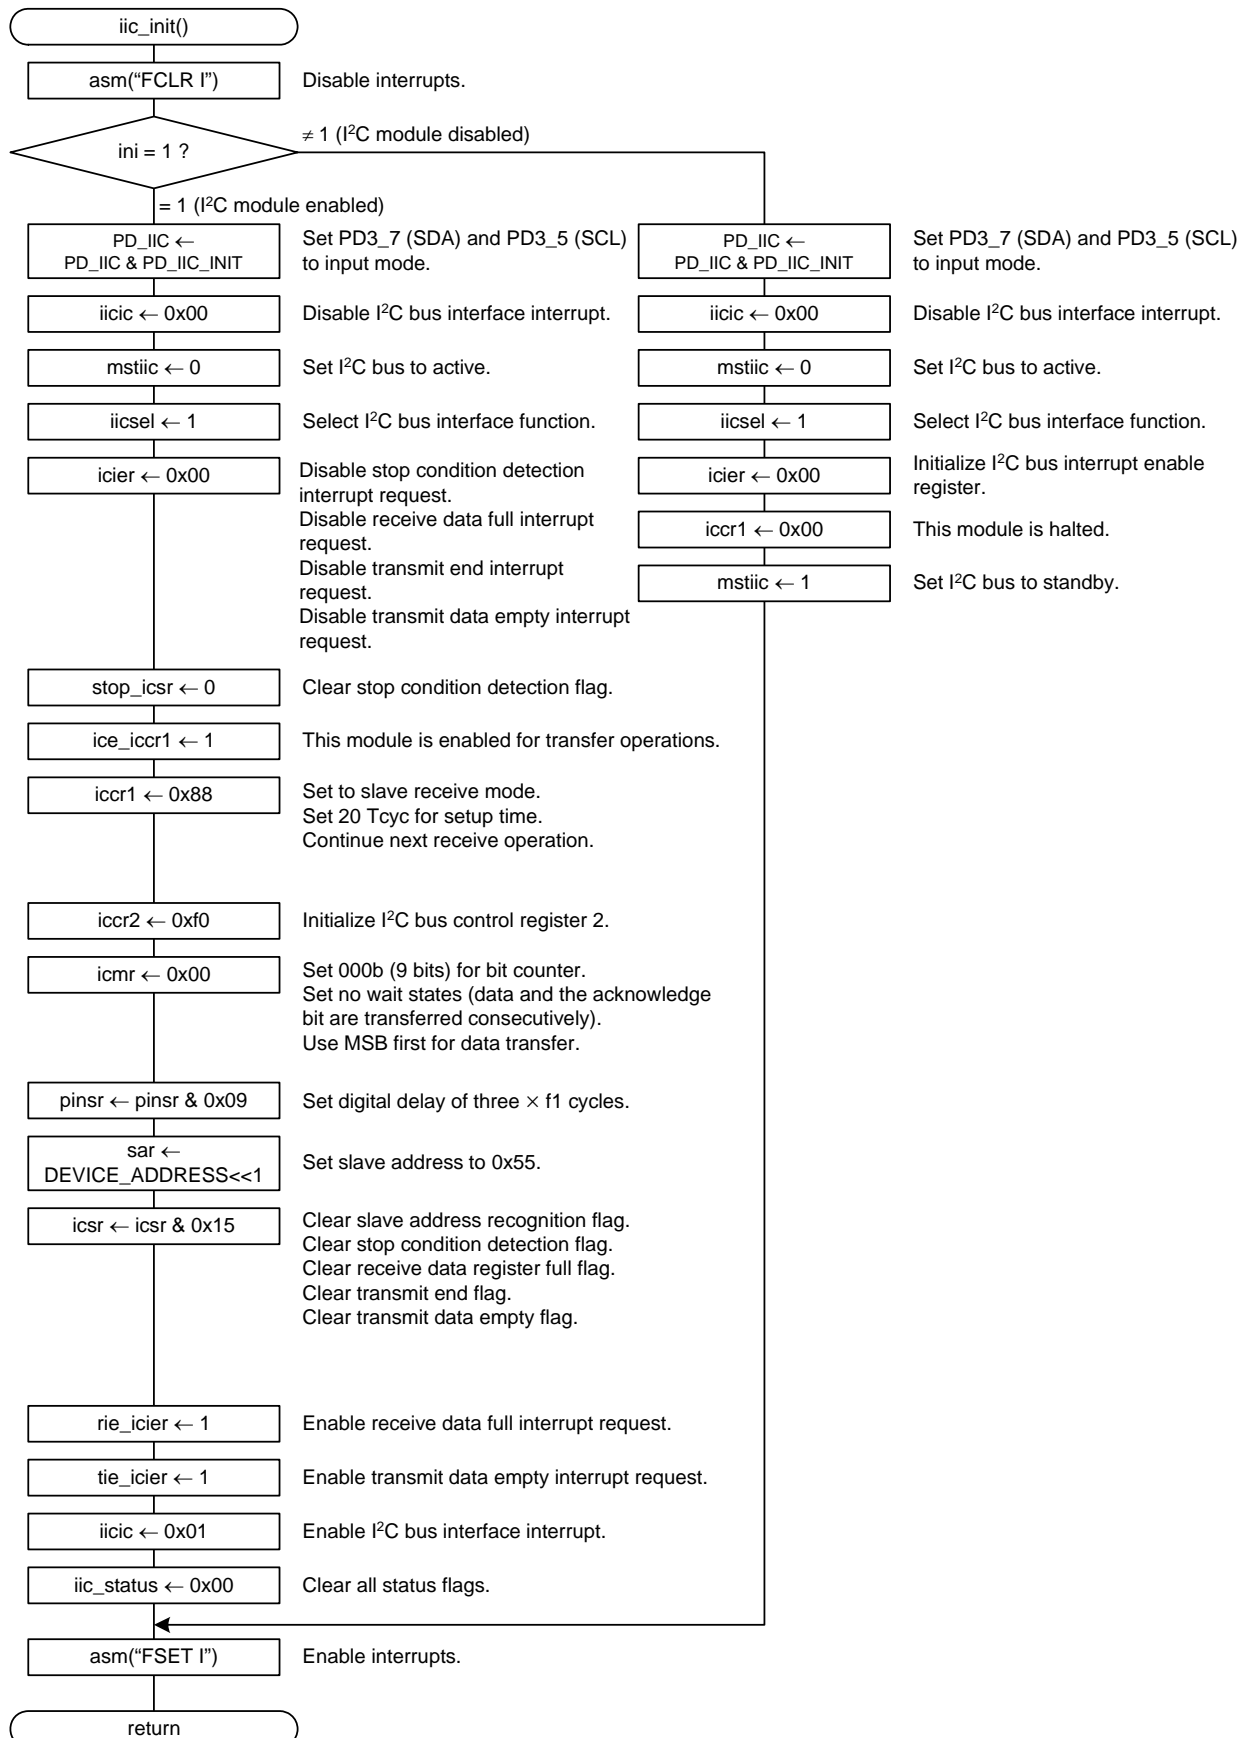 iic_init()
asm(“FCLR I”)
Disable interrupts.
ini = 1 ?
≠ 1 (I²C module disabled)
= 1 (I²C module enabled)
PD_IIC ←
PD_IIC & PD_IIC_INIT
Set PD3_7 (SDA) and PD3_5 (SCL)
to input mode.
iicic ← 0x00
Disable I²C bus interface interrupt.
mstiic ← 0
Set I²C bus to active.
iicsel ← 1
Select I²C bus interface function.
icier ← 0x00
Disable stop condition detection
interrupt request.
Disable receive data full interrupt
request.
Disable transmit end interrupt
request.
Disable transmit data empty interrupt
request.
stop_icsr ← 0
Clear stop condition detection flag.
ice_iccr1 ← 1
This module is enabled for transfer operations.
iccr1 ← 0x88
Set to slave receive mode.
Set 20 Tcyc for setup time.
Continue next receive operation.
iccr2 ← 0xf0
Initialize I²C bus control register 2.
icmr ← 0x00
Set 000b (9 bits) for bit counter.
Set no wait states (data and the acknowledge
bit are transferred consecutively).
Use MSB first for data transfer.
pinsr ← pinsr & 0x09
Set digital delay of three × f1 cycles.
sar ←
DEVICE_ADDRESS<<1
Set slave address to 0x55.
icsr ← icsr & 0x15
Clear slave address recognition flag.
Clear stop condition detection flag.
Clear receive data register full flag.
Clear transmit end flag.
Clear transmit data empty flag.
rie_icier ← 1
Enable receive data full interrupt request.
tie_icier ← 1
Enable transmit data empty interrupt request.
iicic ← 0x01
Enable I²C bus interface interrupt.
iic_status ← 0x00
Clear all status flags.
PD_IIC ←
PD_IIC & PD_IIC_INIT
Set PD3_7 (SDA) and PD3_5 (SCL)
to input mode.
iicic ← 0x00
Disable I²C bus interface interrupt.
mstiic ← 0
Set I²C bus to active.
iicsel ← 1
Select I²C bus interface function.
icier ← 0x00
Initialize I²C bus interrupt enable
register.
iccr1 ← 0x00
This module is halted.
mstiic ← 1
Set I²C bus to standby.
asm(“FSET I”)
Enable interrupts.
return